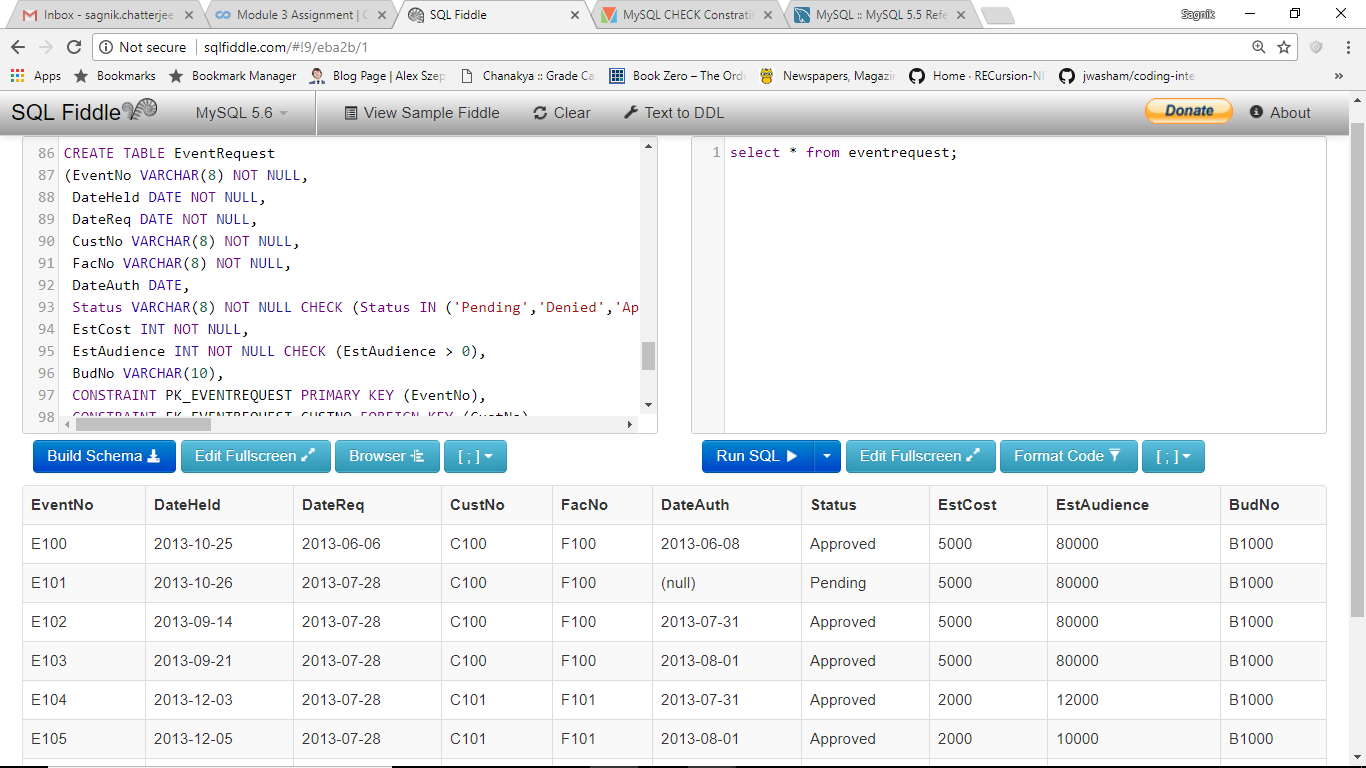 Inbox - sagnik.chatterjee
Module 3 Assignment | C
SQL Fiddle
MySQL CHECK Constrain
MySQL :: MySQL 5.5 Refe
Sagnik
Not secure
sqlfiddle.com/#!9/eba2b/1
Apps
Bookmarks
Bookmark Manager
Blog Page | Alex Szep
Chanakya :: Grade Ca
Book Zero – The Ord
Newspapers, Magazin
Home · RECursion-NI
jwasham/coding-inte
»
SQL Fiddle
MySQL 5.6
View Sample Fiddle
Clear
Text to DDL
Donate
About
86 CREATE TABLE EventRequest
87 (EventNo VARCHAR(8) NOT NULL,
88 DateHeld DATE NOT NULL,
89 DateReq DATE NOT NULL,
90 CustNo VARCHAR(8) NOT NULL,
91 FacNo VARCHAR(8) NOT NULL,
92 DateAuth DATE,
93 Status VARCHAR(8) NOT NULL CHECK (Status IN ('Pending','Denied','Ap
94 EstCost INT NOT NULL,
95 EstAudience INT NOT NULL CHECK (EstAudience > 0),
96 BudNo VARCHAR(10),
97 CONSTRAINT PK_EVENTREQUEST PRIMARY KEY (EventNo),
98 CONSTRAINT FK_EVENTREQUEST_CUSTNO FOREIGN KEY (CustNo)
1 select * from eventrequest;
Build Schema
Edit Fullscreen
Browser
[ ; ]
Run SQL
Edit Fullscreen
Format Code
[ ; ]
EventNo DateHeld DateReq CustNo FacNo DateAuth Status EstCost EstAudience BudNo
E100 2013-10-25 2013-06-06 C100 F100 2013-06-08 Approved 5000 80000 B1000
E101 2013-10-26 2013-07-28 C100 F100 (null) Pending 5000 80000 B1000
E102 2013-09-14 2013-07-28 C100 F100 2013-07-31 Approved 5000 80000 B1000
E103 2013-09-21 2013-07-28 C100 F100 2013-08-01 Approved 5000 80000 B1000
E104 2013-12-03 2013-07-28 C101 F101 2013-07-31 Approved 2000 12000 B1000
E105 2013-12-05 2013-07-28 C101 F101 2013-08-01 Approved 2000 10000 B1000